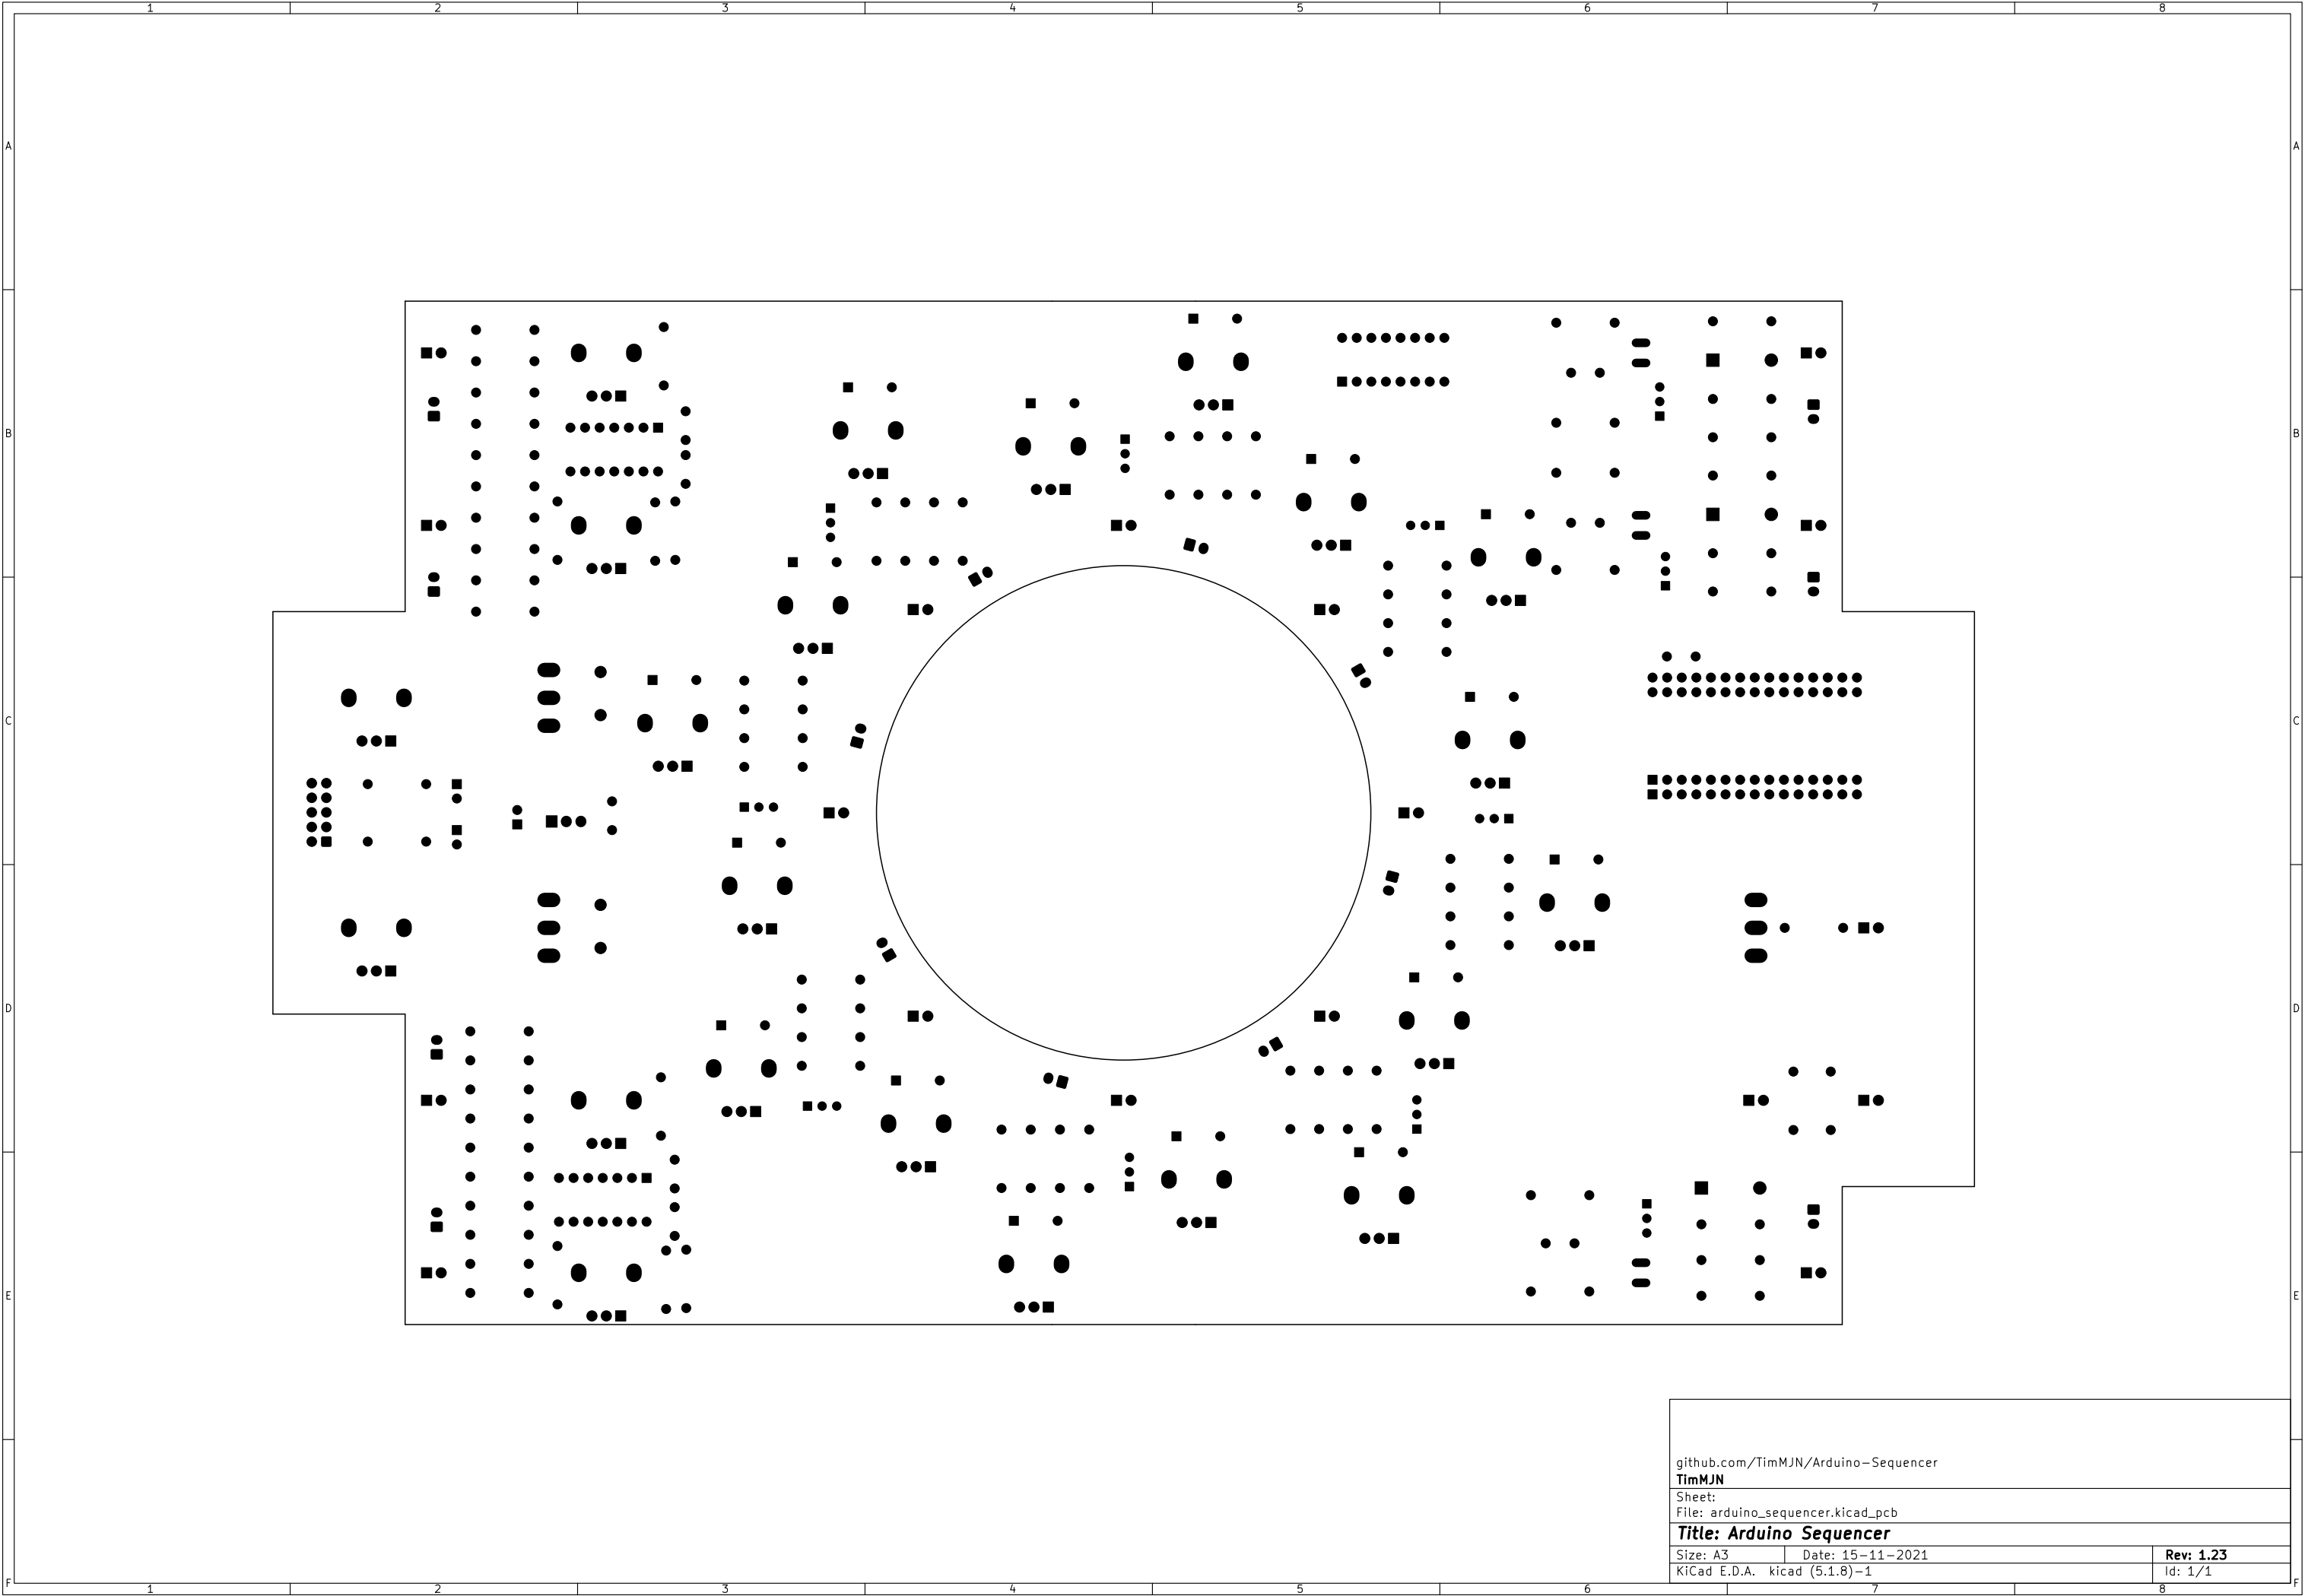 1 2 3 4 5 6 7 8
A A
B B
C C
D D
E E
github.com/TimMJN/Arduino-Sequencer
TimMJN
Sheet:
File: arduino_sequencer.kicad_pcb
Title: Arduino Sequencer
Size: A3 Date: 15-11-2021 Rev: 1.23
KiCad E.D.A. kicad (5.1.8)-1 Id: 1/1
F F
1 2 3 4 5 6 7 8